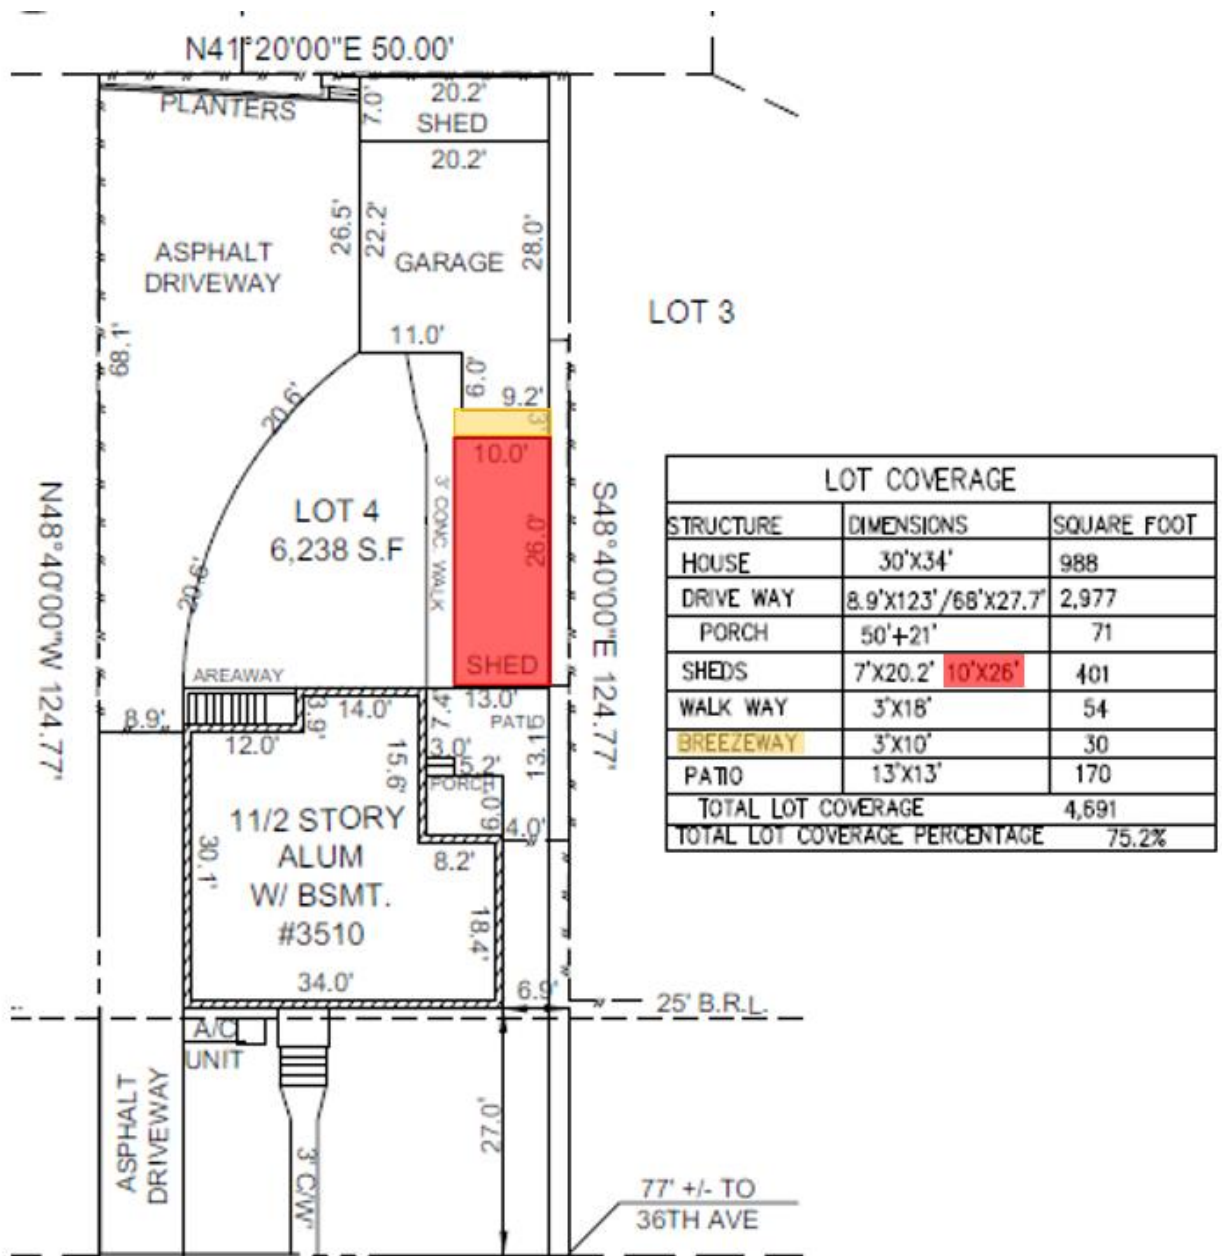 N41°20'00"E 50.00'
PLANTERS
7.0'
20.2'
SHED
20.2'
26.5'
22.2'
28.0'
ASPHALT
DRIVEWAY
GARAGE
LOT 3
68.1'
11.0'
6.0'
9.2'
3'
20.6'
10.0'
N48°40'00"W 124.77'
LOT 4
6,238 S.F
3' CONC. WALK
26.0'
S48°40'00"E 124.77'
20.6'
SHED
AREAWAY
8.9'
3.9'
14.0'
7.4'
13.0'
PATIO
12.0'
15.6'
3.0'
5.2'
13.1'
PORCH
6.0'
4.0'
11/2 STORY
ALUM
W/ BSMT.
#3510
30.1'
8.2'
18.4'
34.0'
6.9'
25' B.R.L.
A/C
UNIT
ASPHALT
DRIVEWAY
3' C/W'
27.0'
77' +/- TO
36TH AVE
LOT COVERAGE
STRUCTURE DIMENSIONS SQUARE FOOT
HOUSE 30'X34' 988
DRIVE WAY 8.9'X123'/68'X27.7' 2,977
PORCH 50'+21' 71
SHEDS 7'X20.2' 10'X26' 401
WALK WAY 3'X18' 54
BREEZEWAY 3'X10' 30
PATIO 13'X13' 170
TOTAL LOT COVERAGE 4,691
TOTAL LOT COVERAGE PERCENTAGE 75.2%